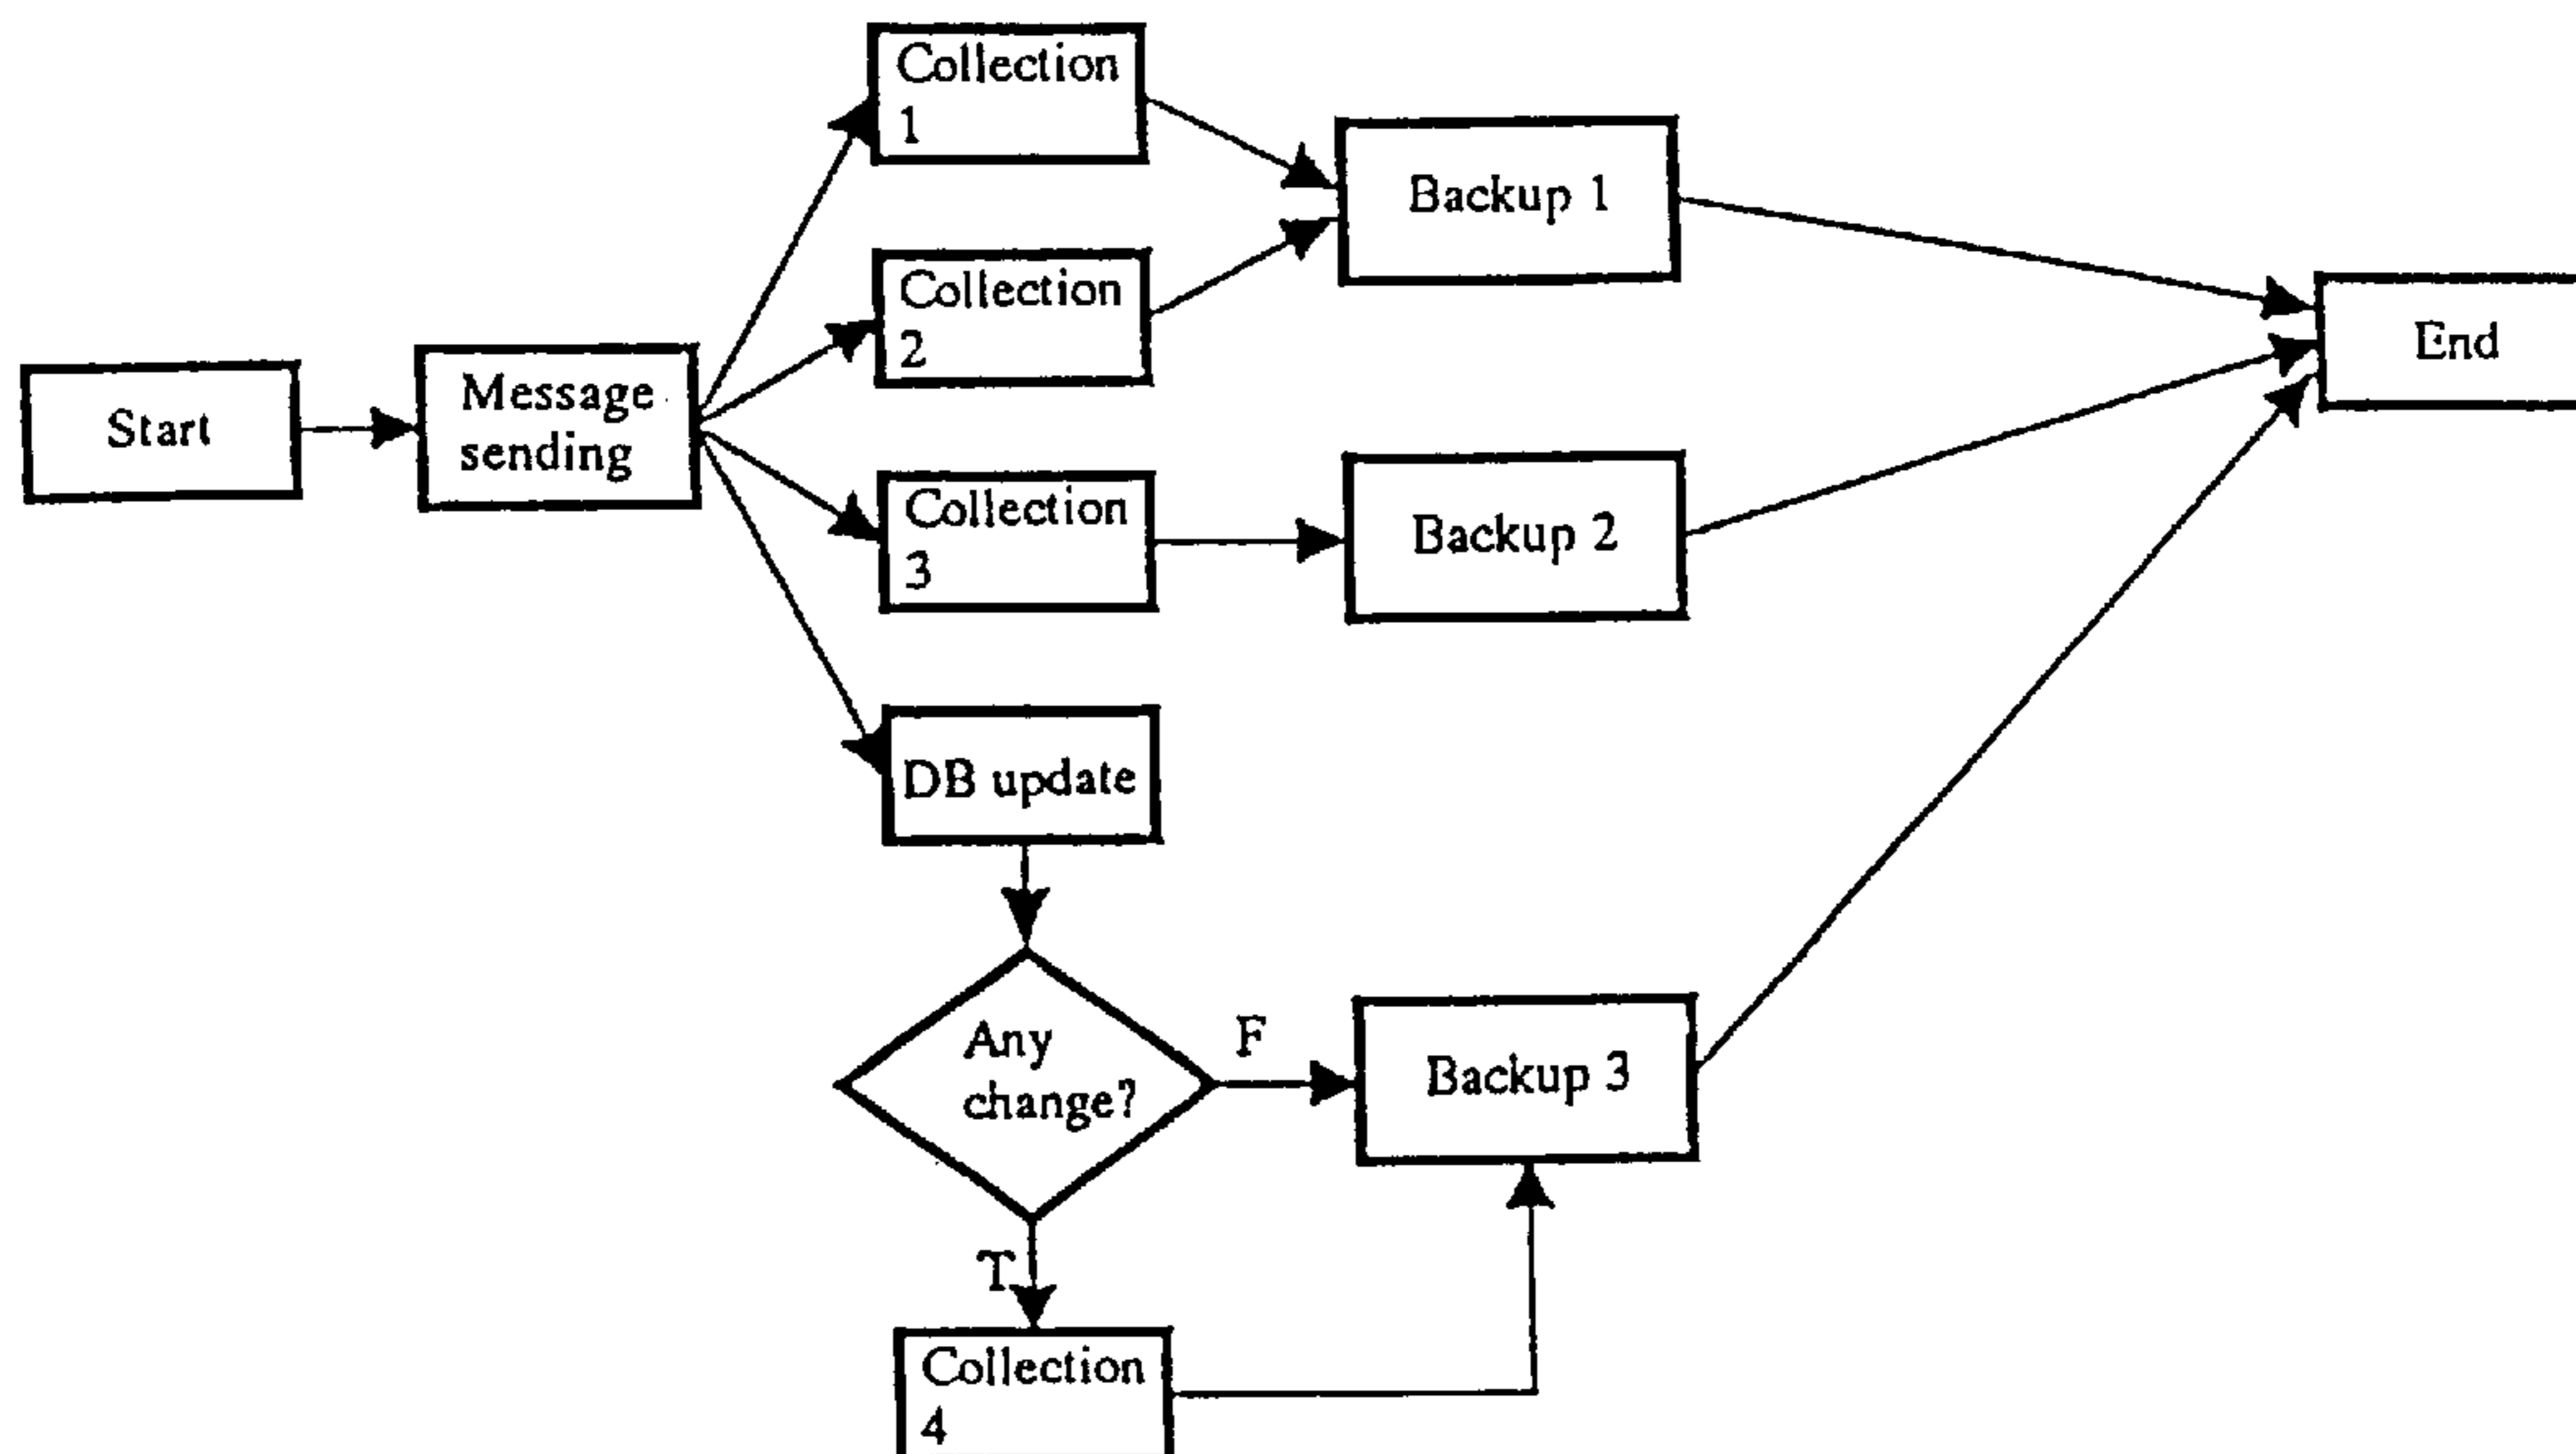 Collection
1
Backup 1
Collection
2
End
Start
Message
sending
Collection
3
Backup 2
DB update
Any
change?
F
Backup 3
T
Collection
4